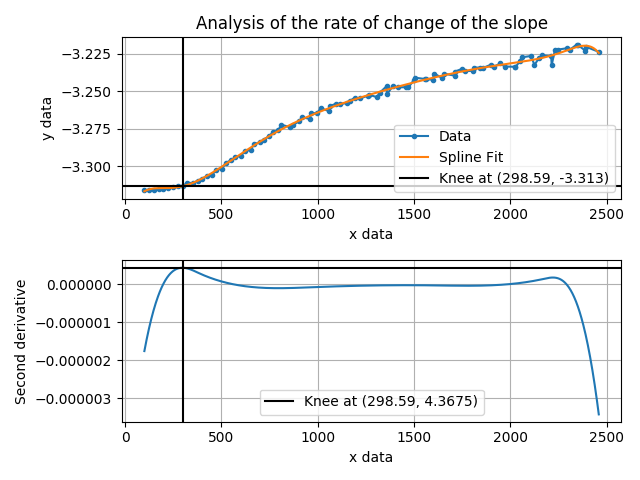 Analysis of the rate of change of the slope
−3.225
−3.250
−3.275
−3.300
y data
Data
Spline Fit
Knee at (298.59, -3.313)
0
500
1000
1500
2000
2500
x data
0.000000
−0.000001
−0.000002
−0.000003
Second derivative
Knee at (298.59, 4.3675)
0
500
1000
1500
2000
2500
x data